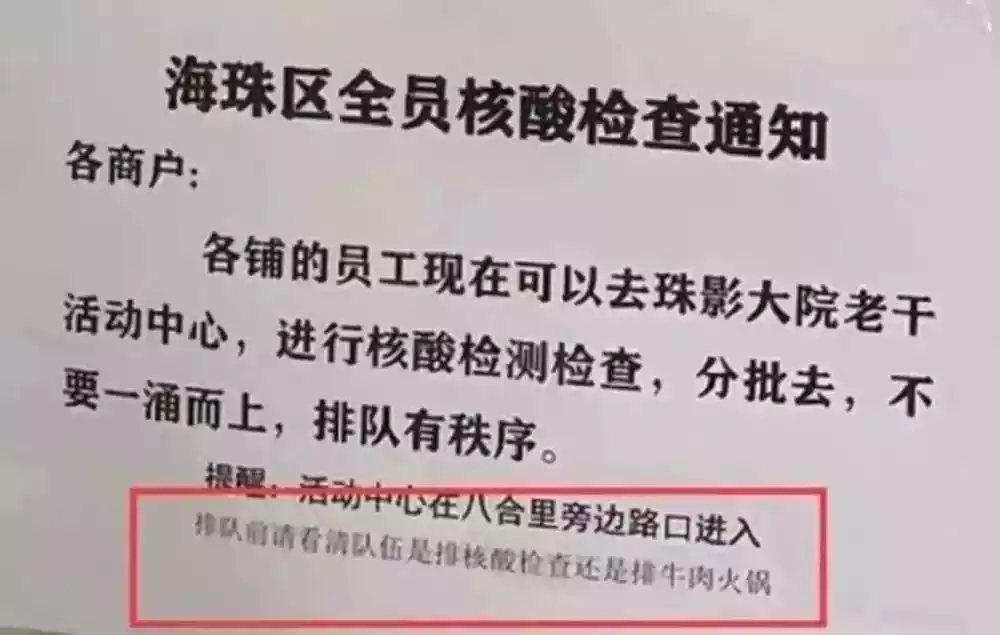 海珠区全员核酸检查通知
各商户:
各铺的员工现在可以去珠影大院老干
活动中心，进行核酸检测检查，分批去，不
要一涌而上，排队有秩序。
提醒：活动中心在八合里旁边路口进入
排队前请看清队伍是排核酸检查还是排牛肉火锅